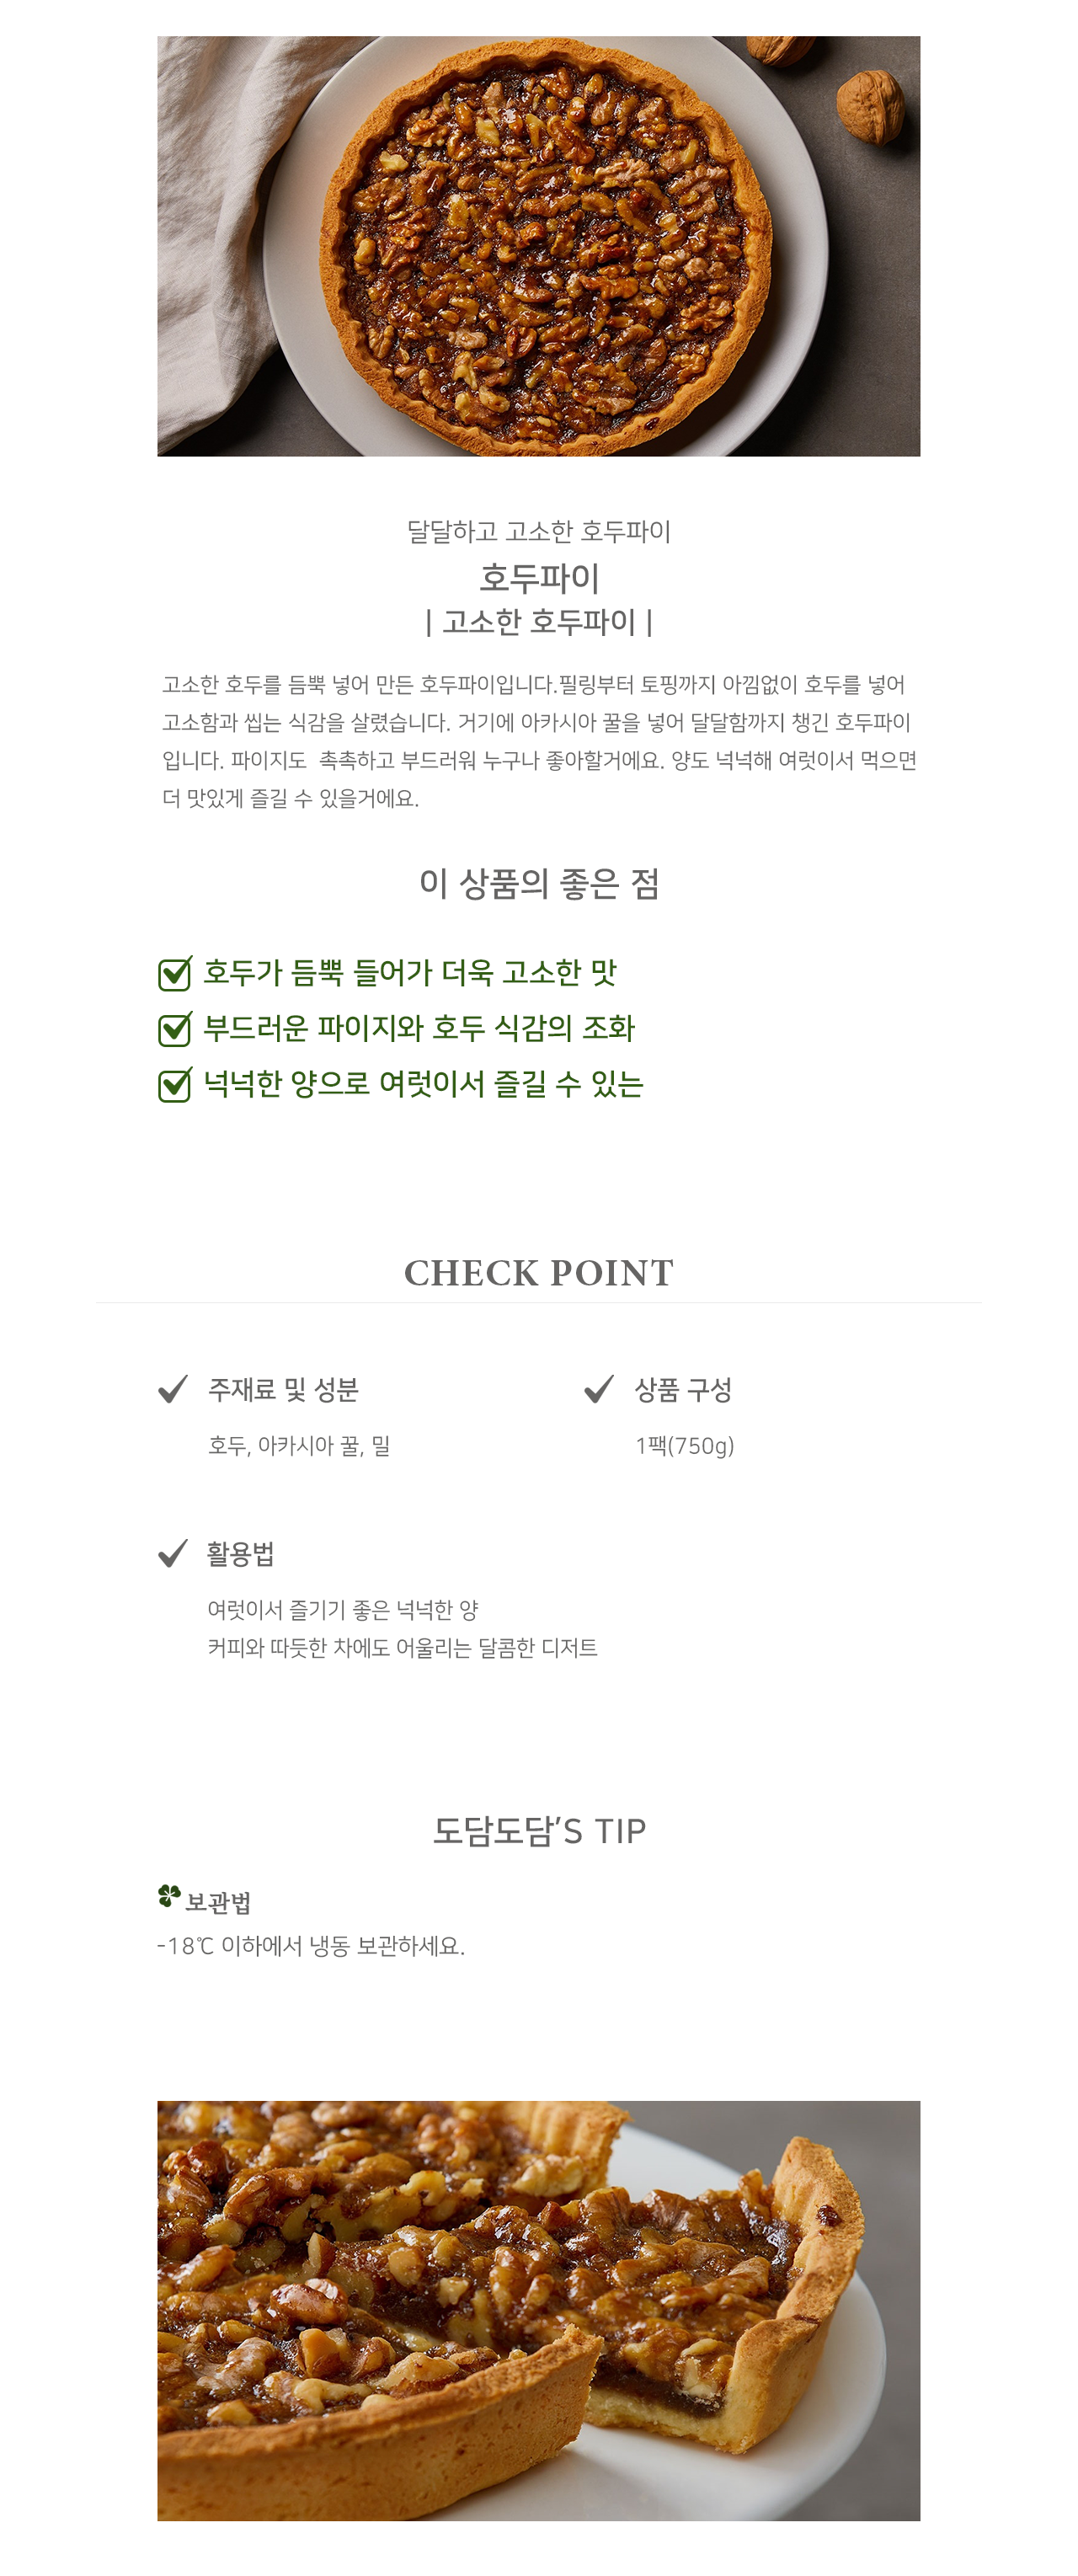 달달하고 고소한 호두파이
호두파이
| 고소한 호두파이 |
고소한 호두를 듬뿍 넣어 만든 호두파이입니다.필링부터 토핑까지 아낌없이 호두를 넣어
고소함과 씹는 식감을 살렸습니다. 거기에 아카시아 꿀을 넣어 달달함까지 챙긴 호두파이
입니다. 파이지도 촉촉하고 부드러워 누구나 좋아할거에요. 양도 넉넉해 여럿이서 먹으면
더 맛있게 즐길 수 있을거에요.
이 상품의 좋은 점
호두가 듬뿍 들어가 더욱 고소한 맛
부드러운 파이지와 호두 식감의 조화
넉넉한 양으로 여럿이서 즐길 수 있는
CHECK POINT
주재료 및 성분
호두, 아카시아 꿀, 밀
상품 구성
1팩(750g)
활용법
여럿이서 즐기기 좋은 넉넉한 양
커피와 따듯한 차에도 어울리는 달콤한 디저트
도담도담’S TIP
보관법
-18℃ 이하에서 냉동 보관하세요.